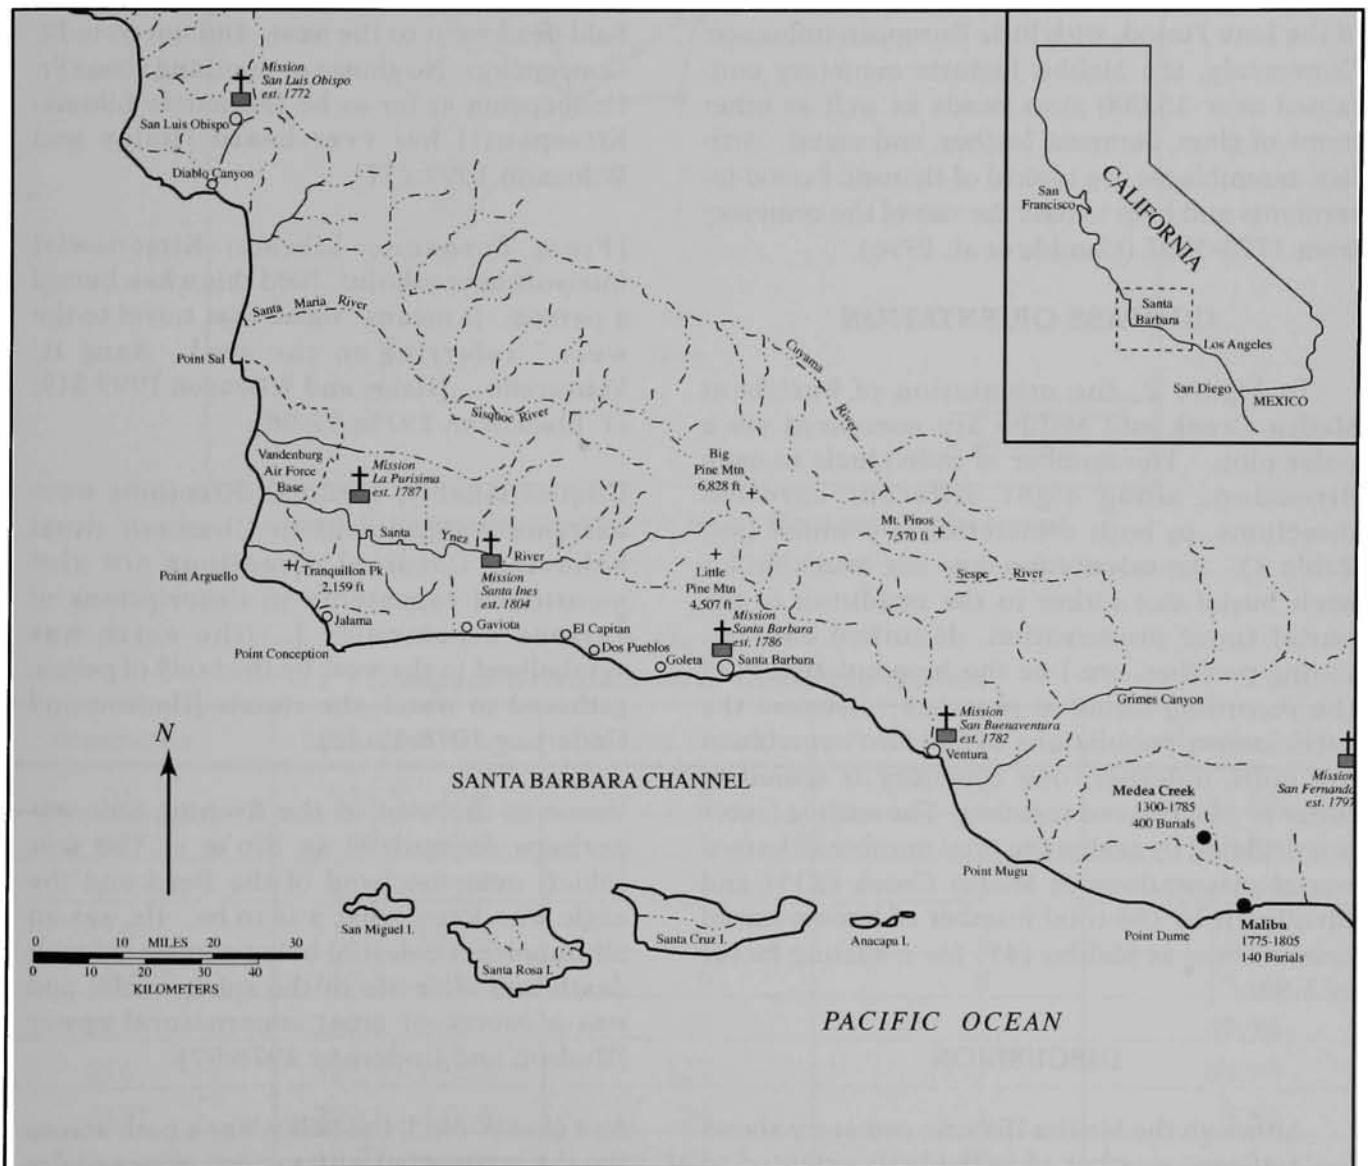 Mission
San Luis Obispo
est. 1772
San Luis Obispo
Diablo Canyon
Santa Maria River
Point Sal
Cuyama
River
Sisquoc River
Vandenburg
Air Force
Base
Mission
La Purisima
est. 1787
Big
Pine Mtn
6,828 ft
Mt. Pinos
7,570 ft
Santa Ynez River
Point Arguello
Tranquillon Pk
2,159 ft
Mission
Santa Ines
est. 1804
Little
Pine Mtn
4,507 ft
Sespe River
Jalama
Point Conception
Gaviota
El Capitan
Dos Pueblos
Goleta
Mission
Santa Barbara
est. 1786
Santa Barbara
Grimes Canyon
Mission
San Buenaventura
est. 1782
Ventura
N
SANTA BARBARA CHANNEL
Mission
San Fernando
est. 1797
Medea Creek
1300-1785
400 Burials
Point Mugu
Point Dume
Malibu
1775-1805
140 Burials
San Miguel I.
Santa Rosa I.
Santa Cruz I.
Anacapa I.
0 10 MILES 20 30
0 10 20 30 40
KILOMETERS
PACIFIC OCEAN
San
Francisco
CALIFORNIA
Santa
Barbara
Los Angeles
San Diego
MEXICO